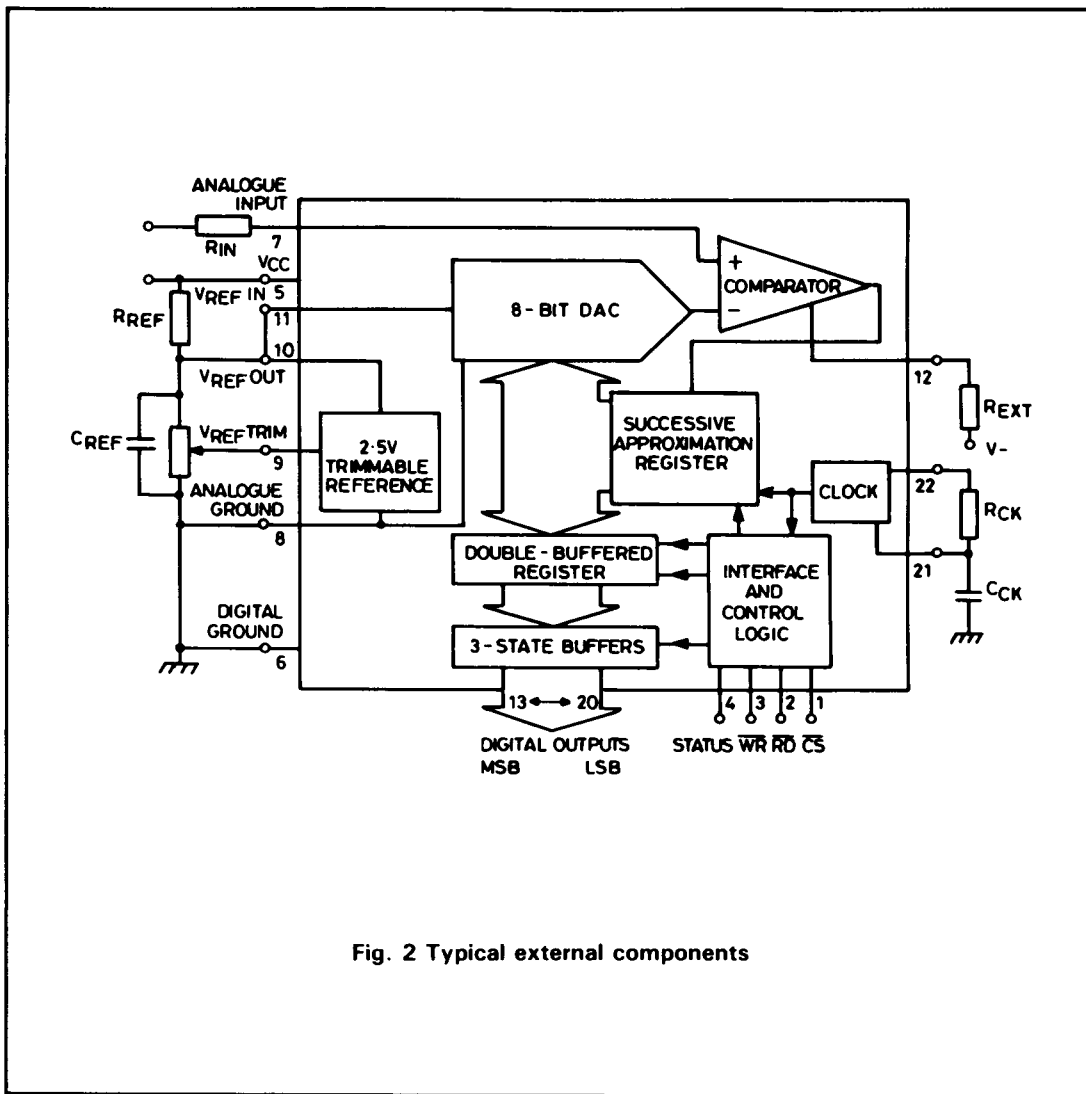 ANALOGUE
INPUT
RIN
7
VCC
VREF IN 5
11
RREF
10
VREF OUT
CREF
VREF TRIM
9
ANALOGUE
GROUND
8
DIGITAL
GROUND
6
8-BIT DAC
+
COMPARATOR
−
12
REXT
V-
2·5V
TRIMMABLE
REFERENCE
SUCCESSIVE
APPROXIMATION
REGISTER
CLOCK
22
RCK
21
CCK
DOUBLE-BUFFERED
REGISTER
INTERFACE
AND
CONTROL
LOGIC
3-STATE BUFFERS
13 20
4 3 2 1
DIGITAL OUTPUTS
MSB LSB
STATUS W̅R̅ R̅D̅ C̅S̅
Fig. 2 Typical external components